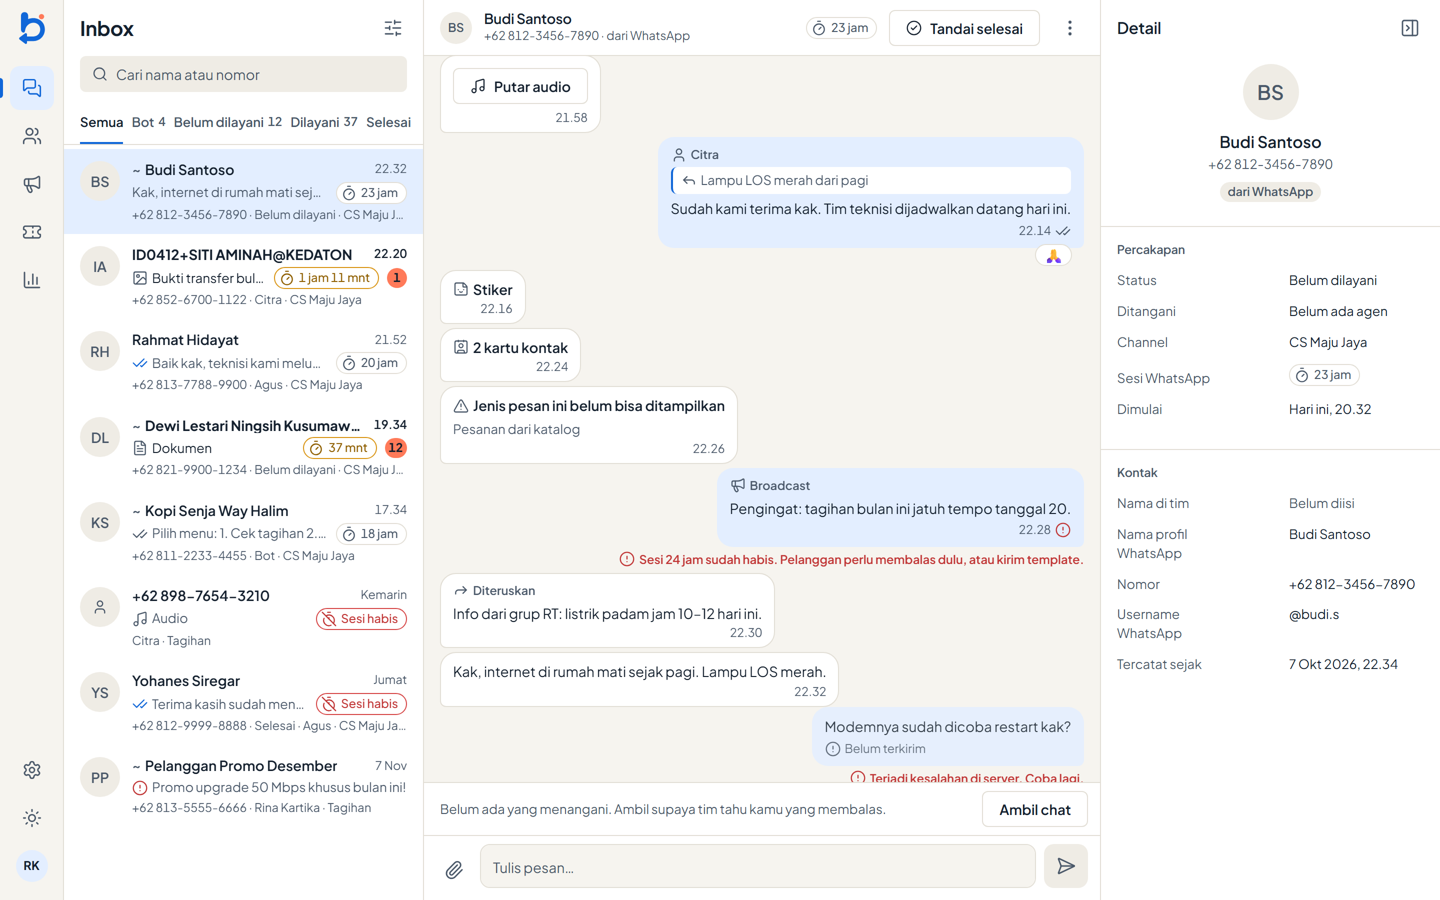 Inbox
Cari nama atau nomor
Semua Bot 4 Belum dilayani 12 Dilayani 37 Selesai
BS
~ Budi Santoso 22.32
Kak, internet di rumah mati sej... 23 jam
+62 812-3456-7890 · Belum dilayani · CS Maju J...
IA
ID0412+SITI AMINAH@KEDATON 22.20
Bukti transfer bul... 1 jam 11 mnt 1
+62 852-6700-1122 · Citra · CS Maju Jaya
RH
Rahmat Hidayat 21.52
Baik kak, teknisi kami melu... 20 jam
+62 813-7788-9900 · Agus · CS Maju Jaya
DL
~ Dewi Lestari Ningsih Kusumaw... 19.34
Dokumen 37 mnt 12
+62 821-9900-1234 · Belum dilayani · CS Maju J...
KS
~ Kopi Senja Way Halim 17.34
Pilih menu: 1. Cek tagihan 2.... 18 jam
+62 811-2233-4455 · Bot · CS Maju Jaya
+62 898-7654-3210 Kemarin
Audio Sesi habis
Citra · Tagihan
YS
Yohanes Siregar Jumat
Terima kasih sudah men... Sesi habis
+62 812-9999-8888 · Selesai · Agus · CS Maju Ja...
PP
~ Pelanggan Promo Desember 7 Nov
Promo upgrade 50 Mbps khusus bulan ini!
+62 813-5555-6666 · Rina Kartika · Tagihan
RK
BS
Budi Santoso
+62 812-3456-7890 · dari WhatsApp
23 jam
Tandai selesai
Putar audio
21.58
Citra
Lampu LOS merah dari pagi
Sudah kami terima kak. Tim teknisi dijadwalkan datang hari ini.
22.14
Stiker
22.16
2 kartu kontak
22.24
Jenis pesan ini belum bisa ditampilkan
Pesanan dari katalog
22.26
Broadcast
Pengingat: tagihan bulan ini jatuh tempo tanggal 20.
22.28
Sesi 24 jam sudah habis. Pelanggan perlu membalas dulu, atau kirim template.
Diteruskan
Info dari grup RT: listrik padam jam 10–12 hari ini.
22.30
Kak, internet di rumah mati sejak pagi. Lampu LOS merah.
22.32
Modemnya sudah dicoba restart kak?
Belum terkirim
Terjadi kesalahan di server. Coba lagi.
Belum ada yang menangani. Ambil supaya tim tahu kamu yang membalas.
Ambil chat
Tulis pesan...
Detail
BS
Budi Santoso
+62 812-3456-7890
dari WhatsApp
Percakapan
Status Belum dilayani
Ditangani Belum ada agen
Channel CS Maju Jaya
Sesi WhatsApp 23 jam
Dimulai Hari ini, 20.32
Kontak
Nama di tim Belum diisi
Nama profil WhatsApp Budi Santoso
Nomor +62 812-3456-7890
Username WhatsApp @budi.s
Tercatat sejak 7 Okt 2026, 22.34